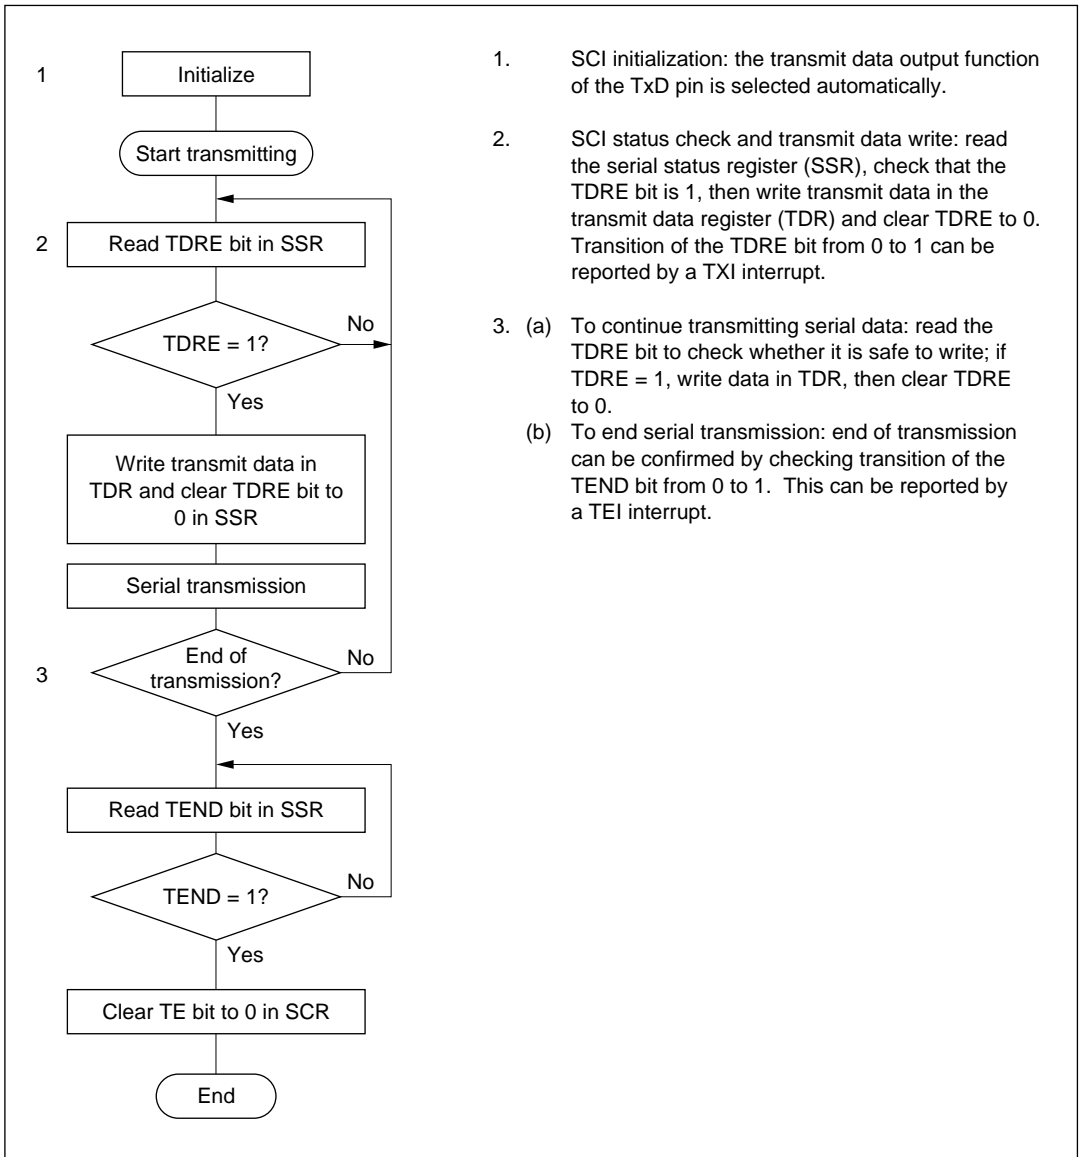 1
Initialize
Start transmitting
2
Read TDRE bit in SSR
TDRE = 1?
No
Yes
Write transmit data in
TDR and clear TDRE bit to
0 in SSR
Serial transmission
3
End of
transmission?
No
Yes
Read TEND bit in SSR
TEND = 1?
No
Yes
Clear TE bit to 0 in SCR
End
1. SCI initialization: the transmit data output function
of the TxD pin is selected automatically.
2. SCI status check and transmit data write: read
the serial status register (SSR), check that the
TDRE bit is 1, then write transmit data in the
transmit data register (TDR) and clear TDRE to 0.
Transition of the TDRE bit from 0 to 1 can be
reported by a TXI interrupt.
3. (a) To continue transmitting serial data: read the
TDRE bit to check whether it is safe to write; if
TDRE = 1, write data in TDR, then clear TDRE
to 0.
(b) To end serial transmission: end of transmission
can be confirmed by checking transition of the
TEND bit from 0 to 1. This can be reported by
a TEI interrupt.